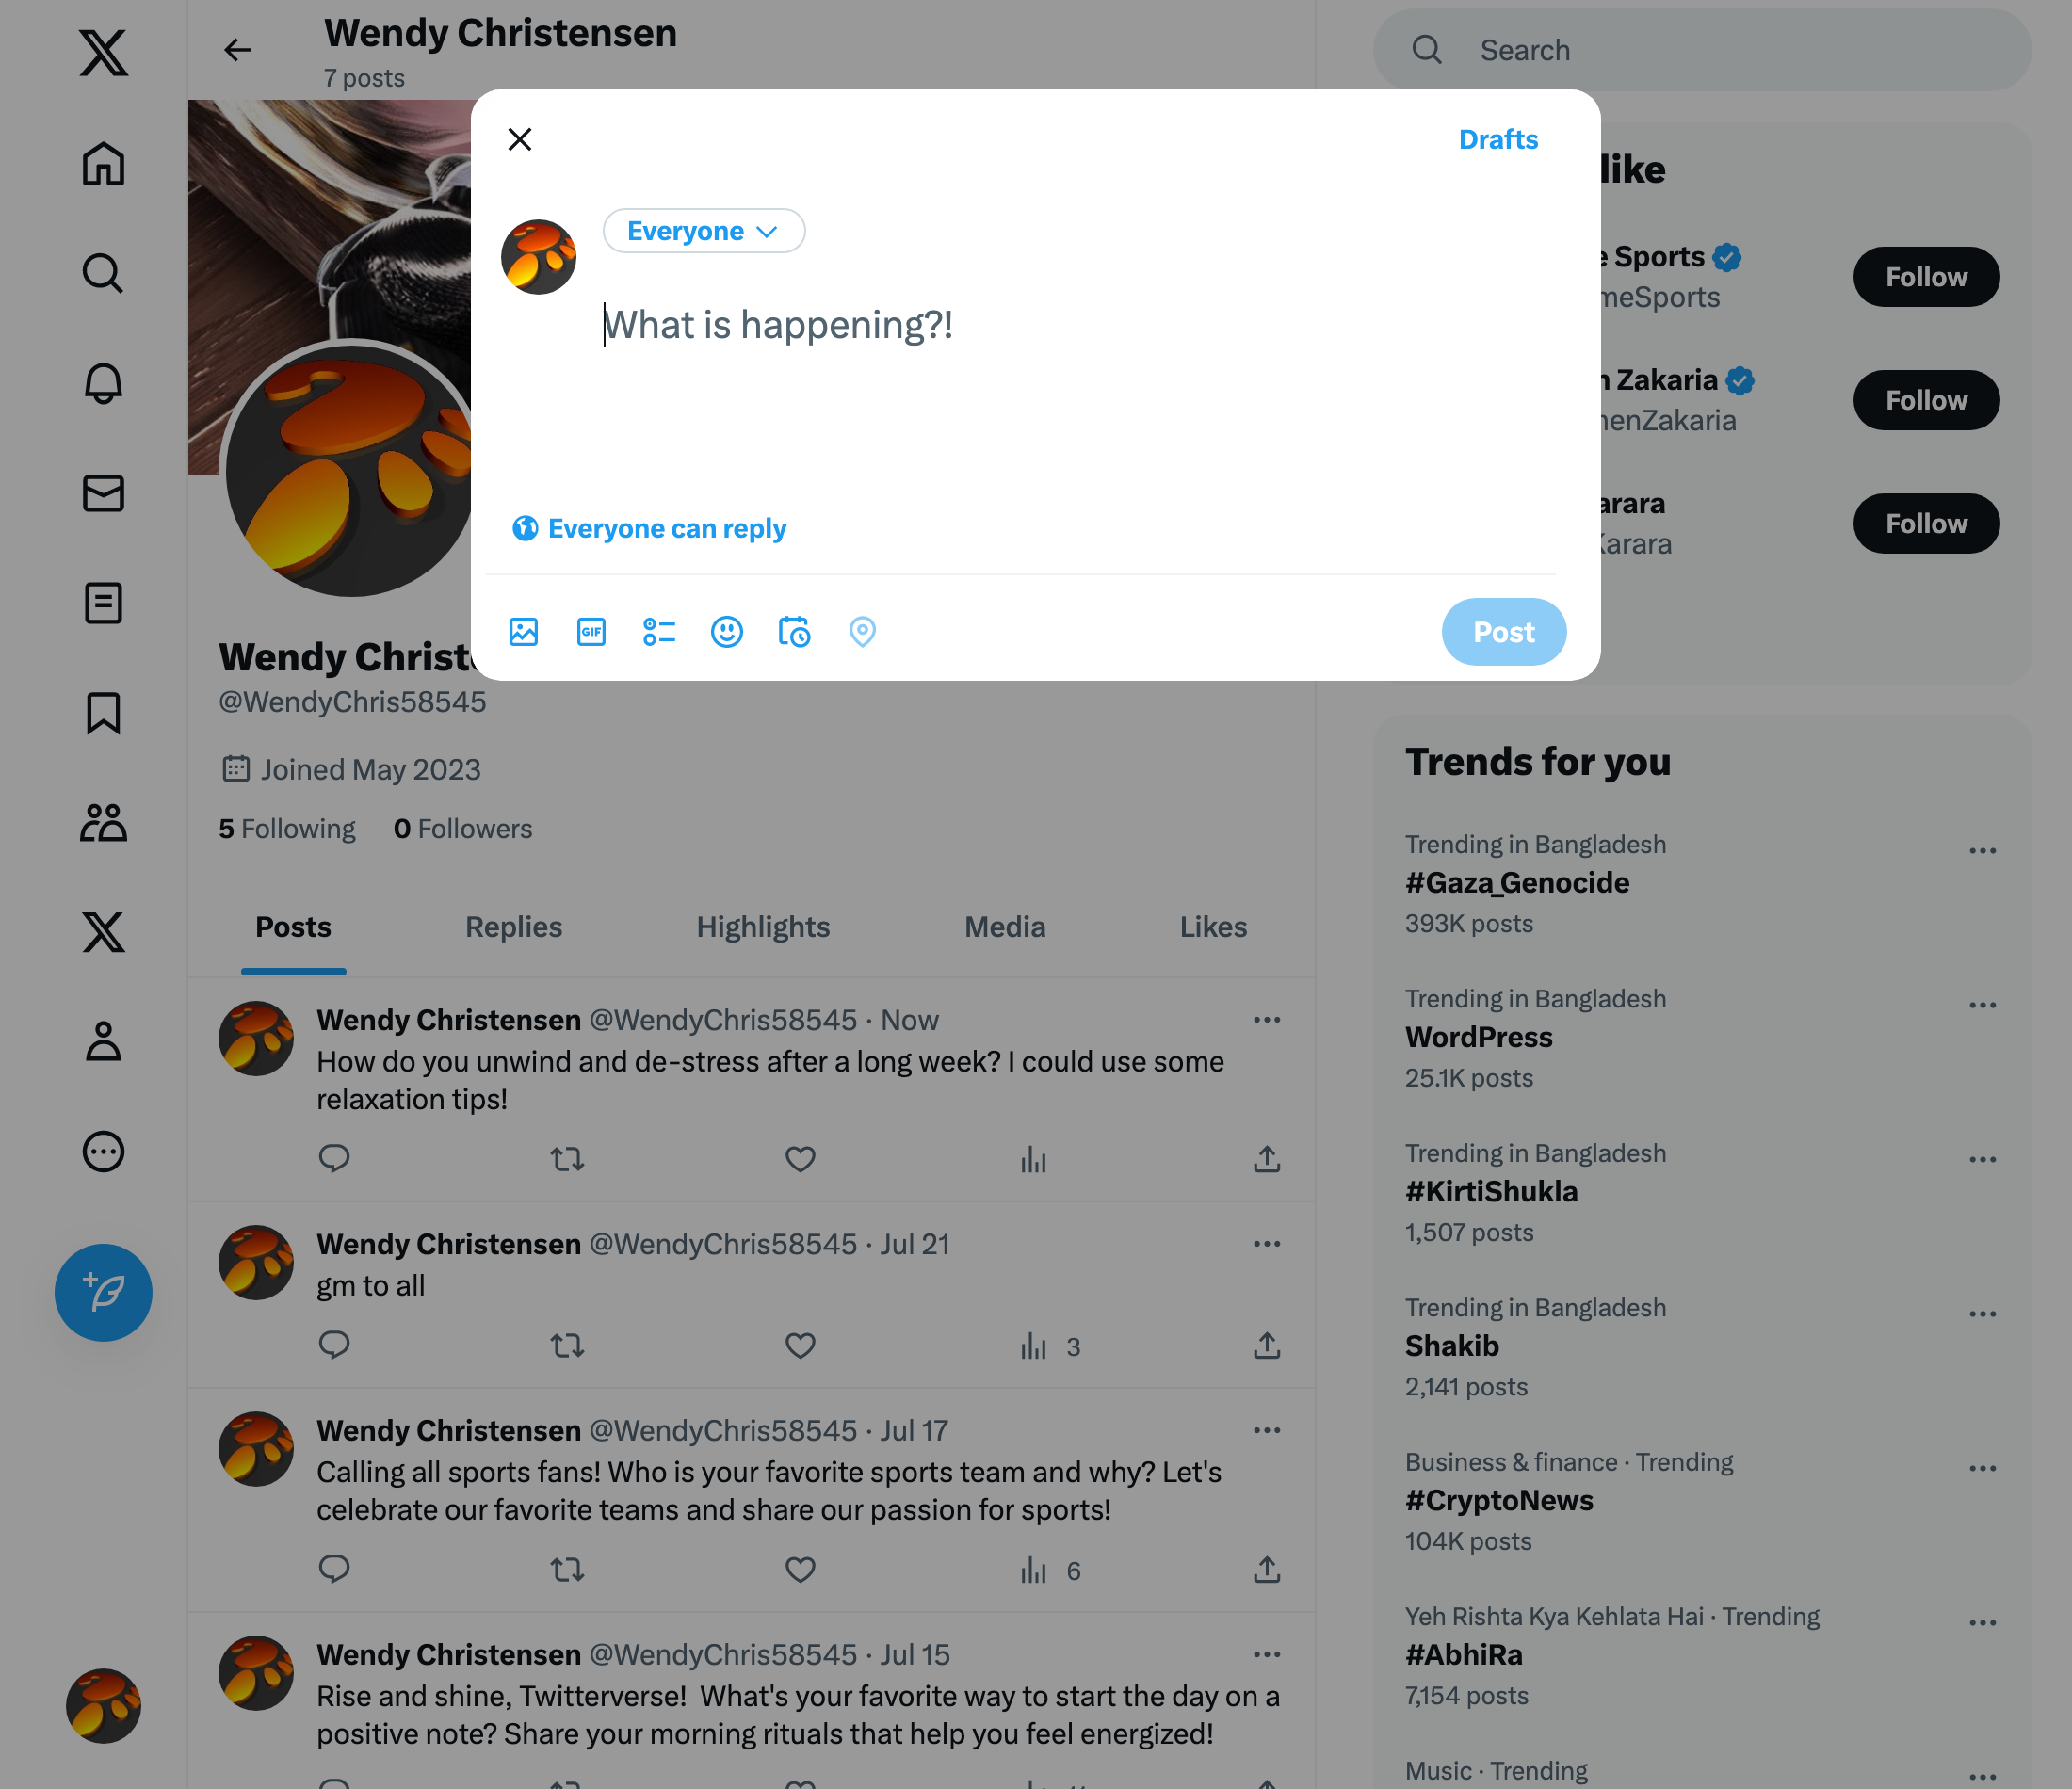 Wendy Christensen
7 posts
Search
Drafts
Everyone
What is happening?!
Everyone can reply
GIF
Post
like
Sports
meSports
Follow
Zakaria
Zakaria
Follow
arara
arara
Follow
Wendy Christ
@WendyChris58545
Joined May 2023
5 Following 0 Followers
Posts Replies Highlights Media Likes
Wendy Christensen @WendyChris58545 · Now
How do you unwind and de-stress after a long week? I could use some
relaxation tips!
Wendy Christensen @WendyChris58545 · Jul 21
gm to all
3
Wendy Christensen @WendyChris58545 · Jul 17
Calling all sports fans! Who is your favorite sports team and why? Let's
celebrate our favorite teams and share our passion for sports!
6
Wendy Christensen @WendyChris58545 · Jul 15
Rise and shine, Twitterverse! What's your favorite way to start the day on a
positive note? Share your morning rituals that help you feel energized!
Trends for you
Trending in Bangladesh
#Gaza_Genocide
393K posts
Trending in Bangladesh
WordPress
25.1K posts
Trending in Bangladesh
#KirtiShukla
1,507 posts
Trending in Bangladesh
Shakib
2,141 posts
Business & finance · Trending
#CryptoNews
104K posts
Yeh Rishta Kya Kehlata Hai · Trending
#AbhiRa
7,154 posts
Music · Trending